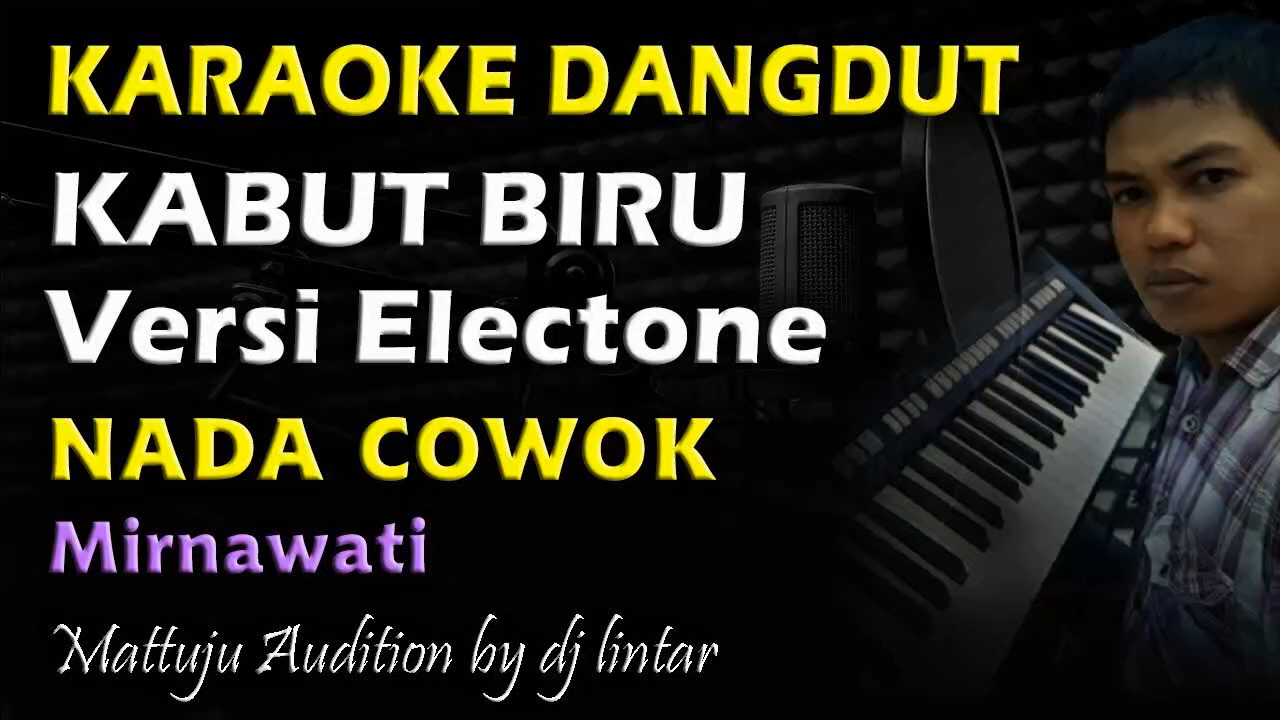 KARAOKE DANGDUT
KABUT BIRU
Versi Electone
NADA COWOK
Mirnawati
Mattuju Audition by dj lintar